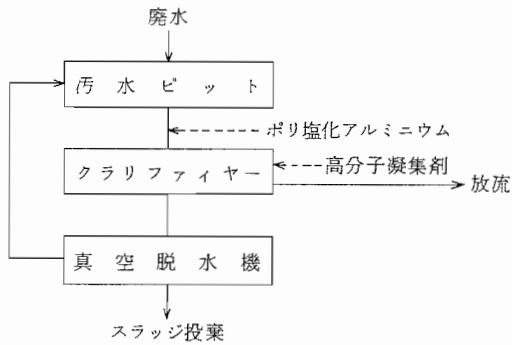 廃水
汚水ピット
ポリ塩化アルミニウム
クラリファイヤー
高分子凝集剤
放流
真空脱水機
スラッジ投棄